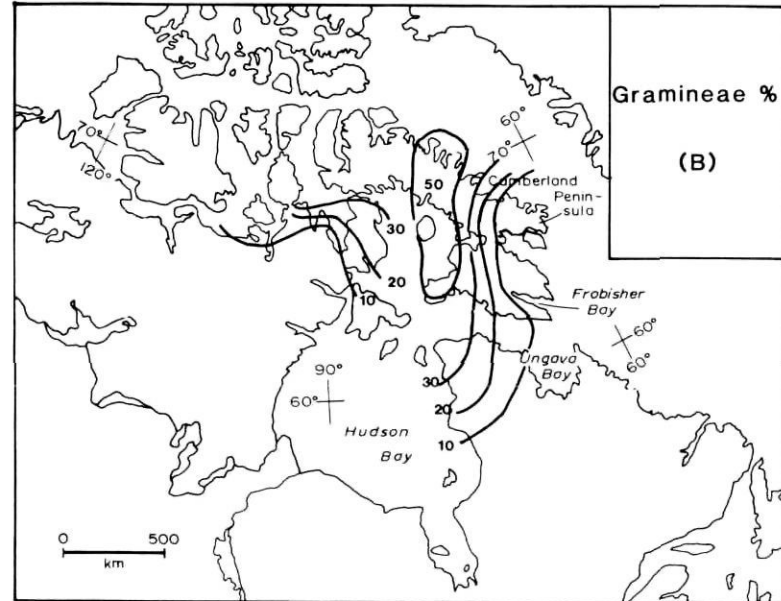 Gramineae %
(B)
60°
70°
70°
120°
50
Cumberland
Penin-
sula
30
20
10
Frobisher
Bay
60°
60°
Ungava
Bay
90°
60°
30
20
10
Hudson
Bay
0 500
km